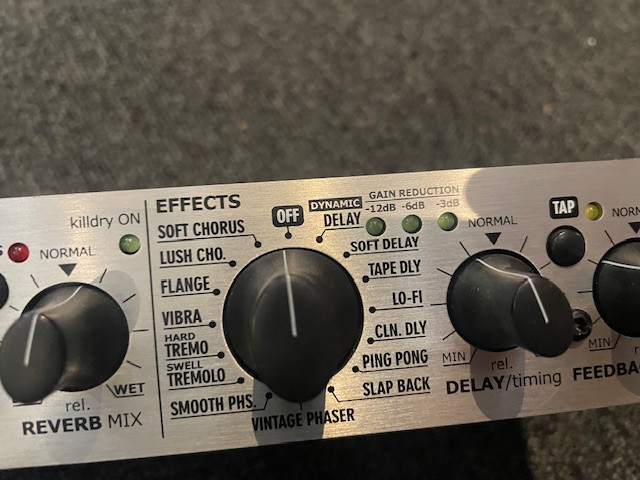 killdry ON
S
NORMAL
WET
rel.
REVERB MIX
EFFECTS
OFF
SOFT CHORUS
LUSH CHO.
FLANGE
VIBRA
HARD
TREMO
SWELL
TREMOLO
SMOOTH PHS.
VINTAGE PHASER
DYNAMIC
DELAY
SOFT DELAY
TAPE DLY
LO-FI
CLN. DLY
PING PONG
SLAP BACK
GAIN REDUCTION
-12dB -6dB -3dB
NORMAL
MIN
rel.
DELAY/timing
TAP
NORMAL
MIN
FEEDBA